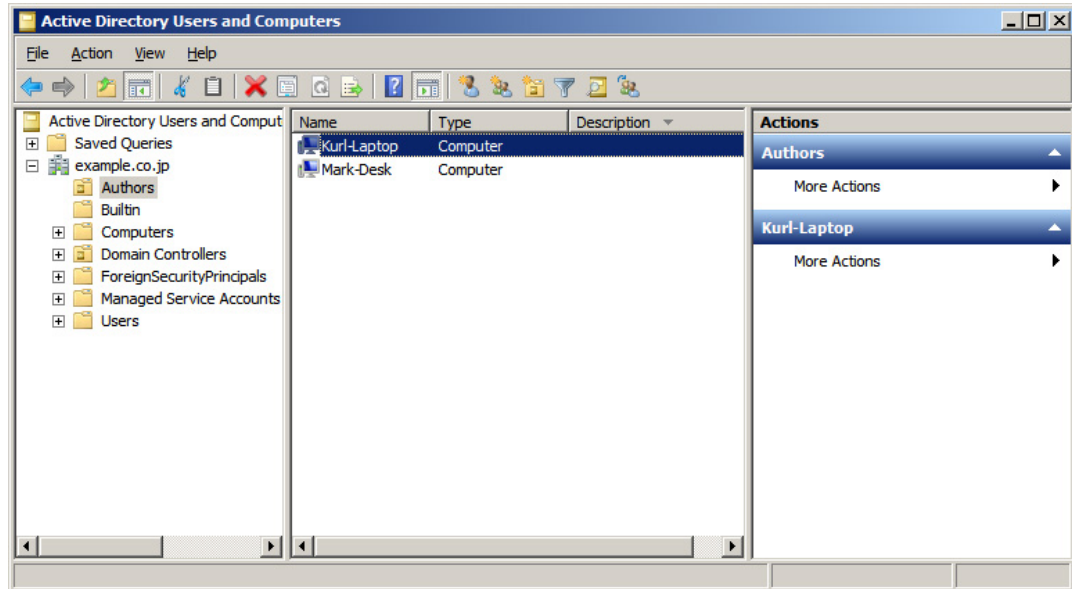 Active Directory Users and Computers
File Action View Help
Active Directory Users and Comput
Saved Queries
example.co.jp
Authors
Builtin
Computers
Domain Controllers
ForeignSecurityPrincipals
Managed Service Accounts
Users
Name Type Description
Kurl-Laptop Computer
Mark-Desk Computer
Actions
Authors
More Actions
Kurl-Laptop
More Actions